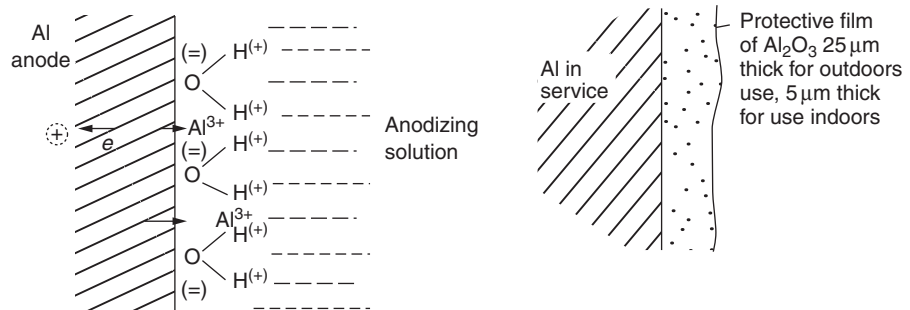 Al
anode
(=)
H(+)
O
H(+)
+
e
Al3+
H(+)
(=)
O
H(+)
Al3+
H(+)
O
H(+)
(=)
Anodizing
solution
Al in
service
Protective film
of Al2O3 25 μm
thick for outdoors
use, 5 μm thick
for use indoors